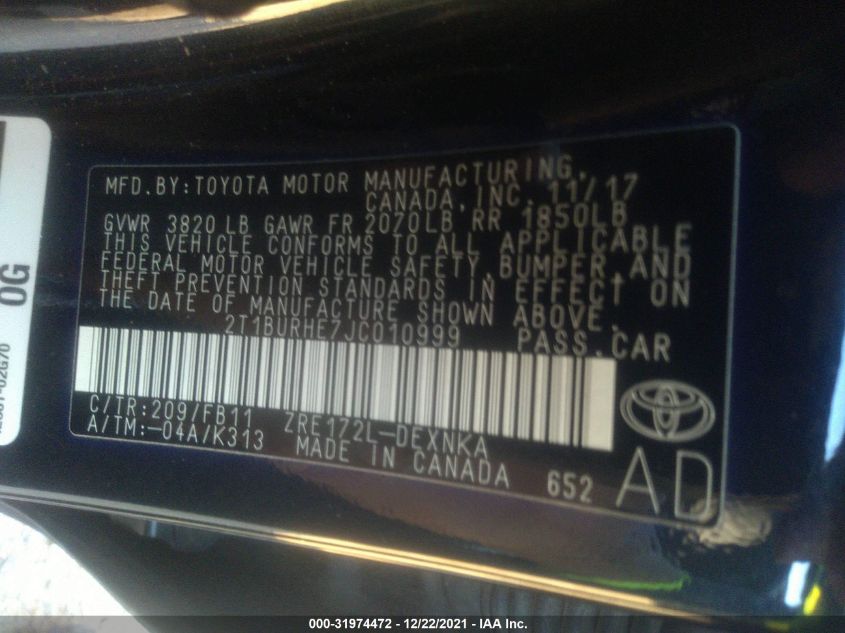 MFD.BY:TOYOTA MOTOR MANUFACTURING,
CANADA,INC. 11/17
GVWR 3820 LB GAWR FR 2070LB RR 1850LB
THIS VEHICLE CONFORMS TO ALL APPLICABLE
FEDERAL MOTOR VEHICLE SAFETY,BUMPER,AND
THEFT PREVENTION STANDARDS IN EFFECT ON
THE DATE OF MANUFACTURE SHOWN ABOVE.
2T1BURHE7JC010999 PASS.CAR
C/TR:209/FB11 ZRE172L-DEXNKA
A/TM:-04A/K313 MADE IN CANADA 652
AD
0G
000-31974472 - 12/22/2021 - IAA Inc.